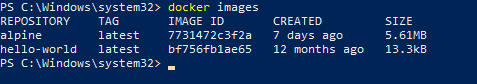 PS C:\Windows\system32> docker images
REPOSITORY TAG IMAGE ID CREATED SIZE
alpine latest 7731472c3f2a 7 days ago 5.61MB
hello-world latest bf756fb1ae65 12 months ago 13.3kB
PS C:\Windows\system32>